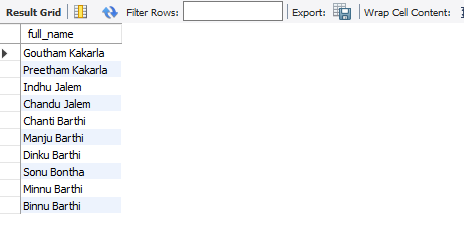 Result Grid Filter Rows: Export: Wrap Cell Content:
full_name
Goutham Kakarla
Preetham Kakarla
Indhu Jalem
Chandu Jalem
Chanti Barthi
Manju Barthi
Dinku Barthi
Sonu Bontha
Minnu Barthi
Binnu Barthi